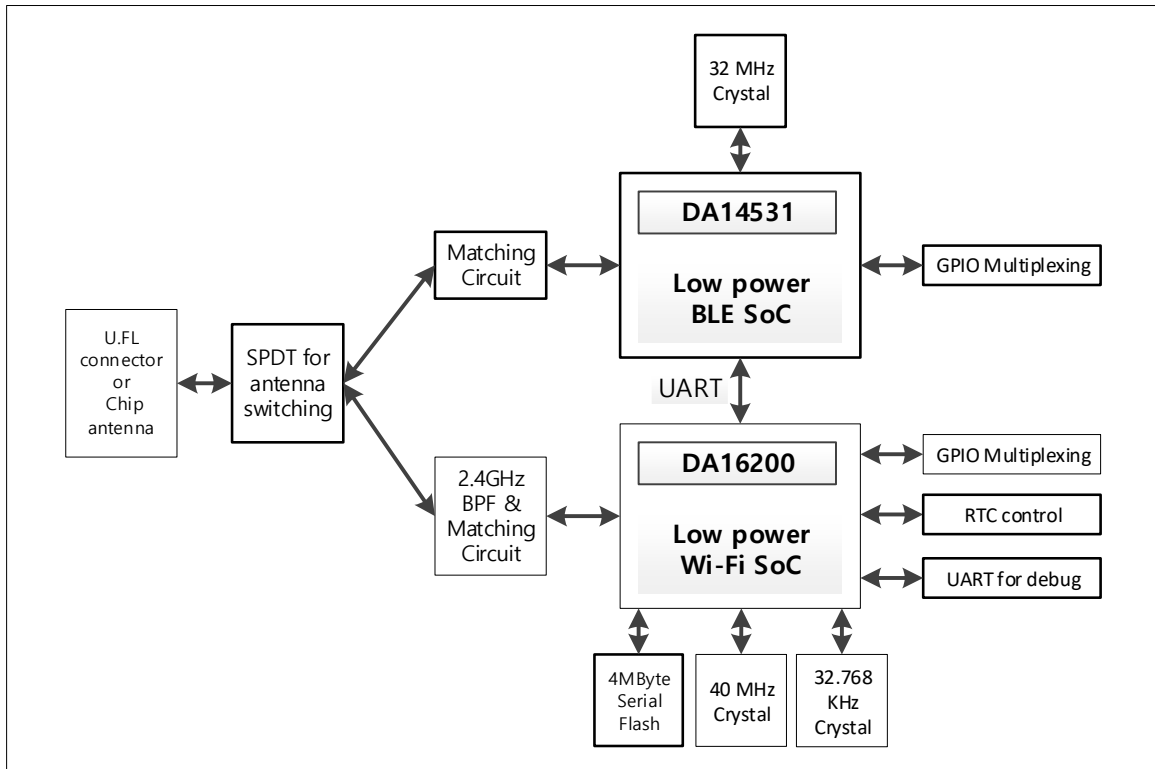 32 MHz
Crystal
DA14531
Low power
BLE SoC
Matching
Circuit
GPIO Multiplexing
U.FL
connector
or
Chip
antenna
SPDT for
antenna
switching
UART
2.4GHz
BPF &
Matching
Circuit
DA16200
Low power
Wi-Fi SoC
GPIO Multiplexing
RTC control
UART for debug
4MByte
Serial
Flash
40 MHz
Crystal
32.768
KHz
Crystal